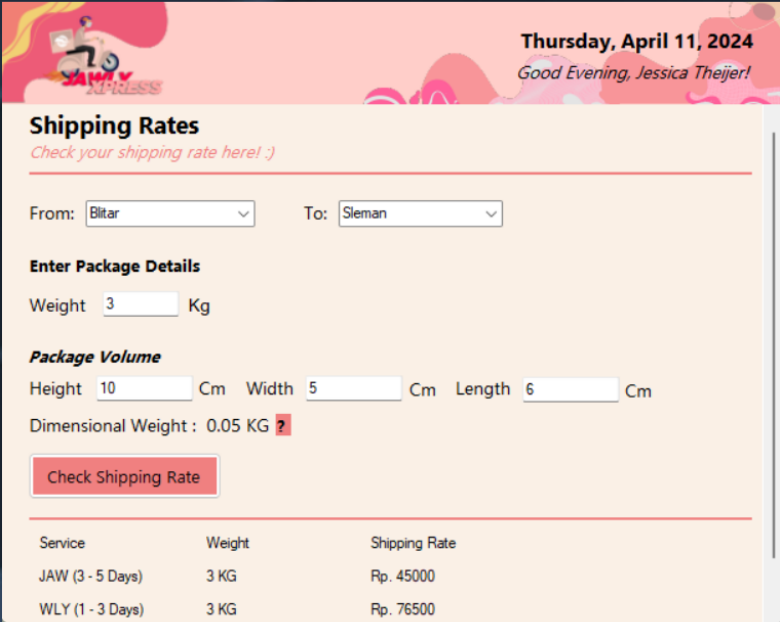 Thursday, April 11, 2024
Good Evening, Jessica Theijer!
JAWLY
XPRESS
Shipping Rates
Check your shipping rate here! :)
From: Blitar To: Sleman
Enter Package Details
Weight 3 Kg
Package Volume
Height 10 Cm Width 5 Cm Length 6 Cm
Dimensional Weight : 0.05 KG ?
Check Shipping Rate
Service Weight Shipping Rate
JAW (3 - 5 Days) 3 KG Rp. 45000
WLY (1 - 3 Days) 3 KG Rp. 76500